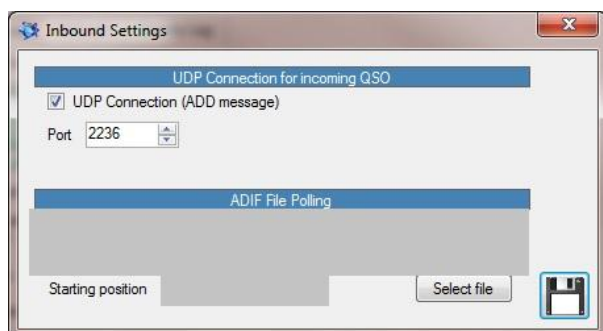 Inbound Settings
UDP Connection for incoming QSO
UDP Connection (ADD message)
Port 2236
ADIF File Polling
Starting position Select file